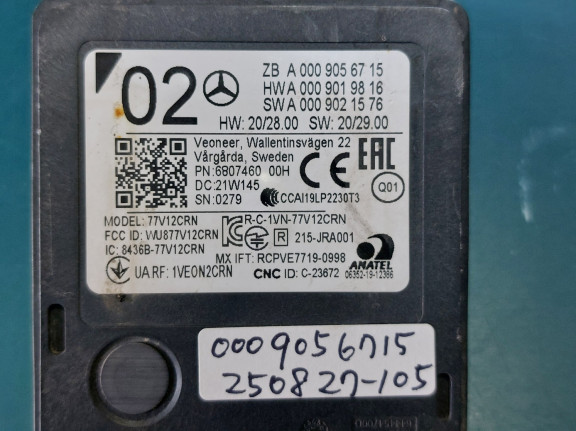 02
ZB A 000 905 67 15
HW A 000 901 98 16
SW A 000 902 15 76
HW: 20/28.00 SW: 20/29.00
Veoneer, Wallentinsvägen 22
Vårgårda, Sweden
PN:6807460 00H
DC:21W145
SN:0279
CE
EAC
CCAI19LP2230T3
Q01
MODEL: 77V12CRN
R-C-1VN-77V12CRN
FCC ID: WU877V12CRN
R 215-JRA001
IC: 8436B-77V12CRN
MX IFT: RCPVE7719-0998
ANATEL
06352-19-12386
UA RF: 1VEON2CRN
CNC ID: C-23672
0009056715
250827-105